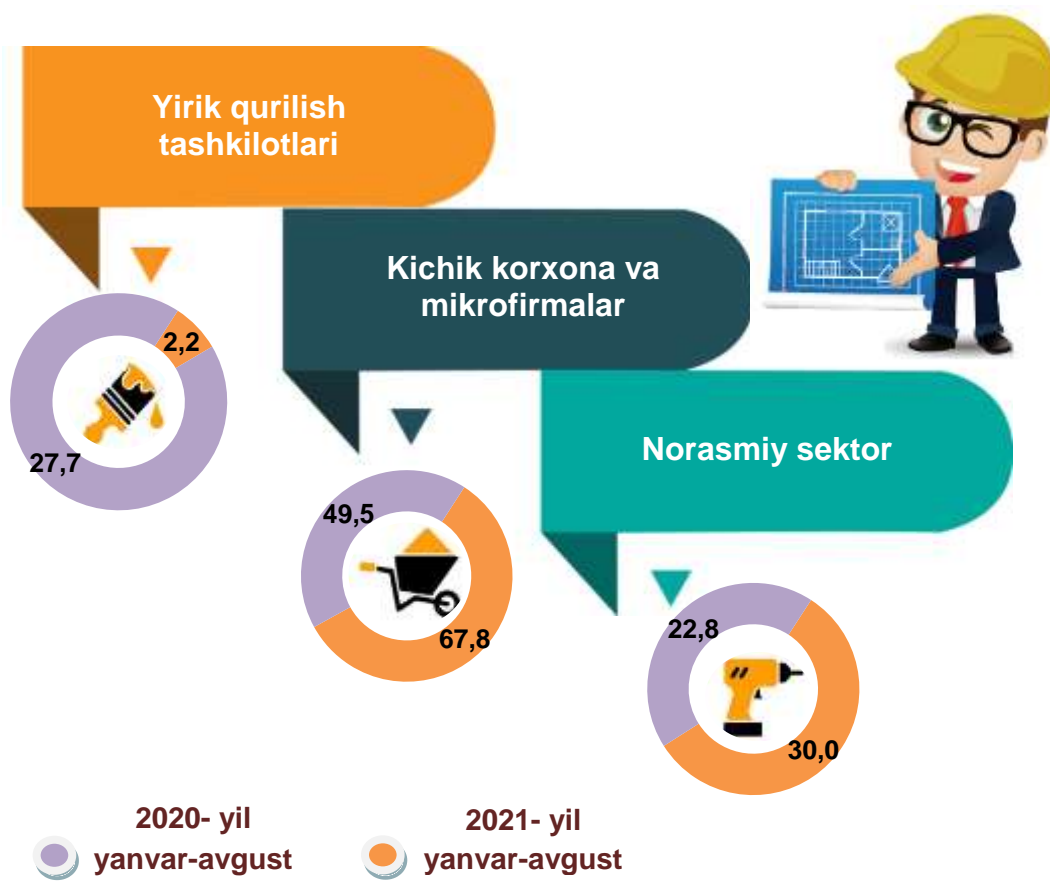 Yirik qurilish
tashkilotlari
Kichik korxona va
mikrofirmalar
Norasmiy sektor
2,2
27,7
49,5
67,8
22,8
30,0
2020- yil
yanvar-avgust
2021- yil
yanvar-avgust